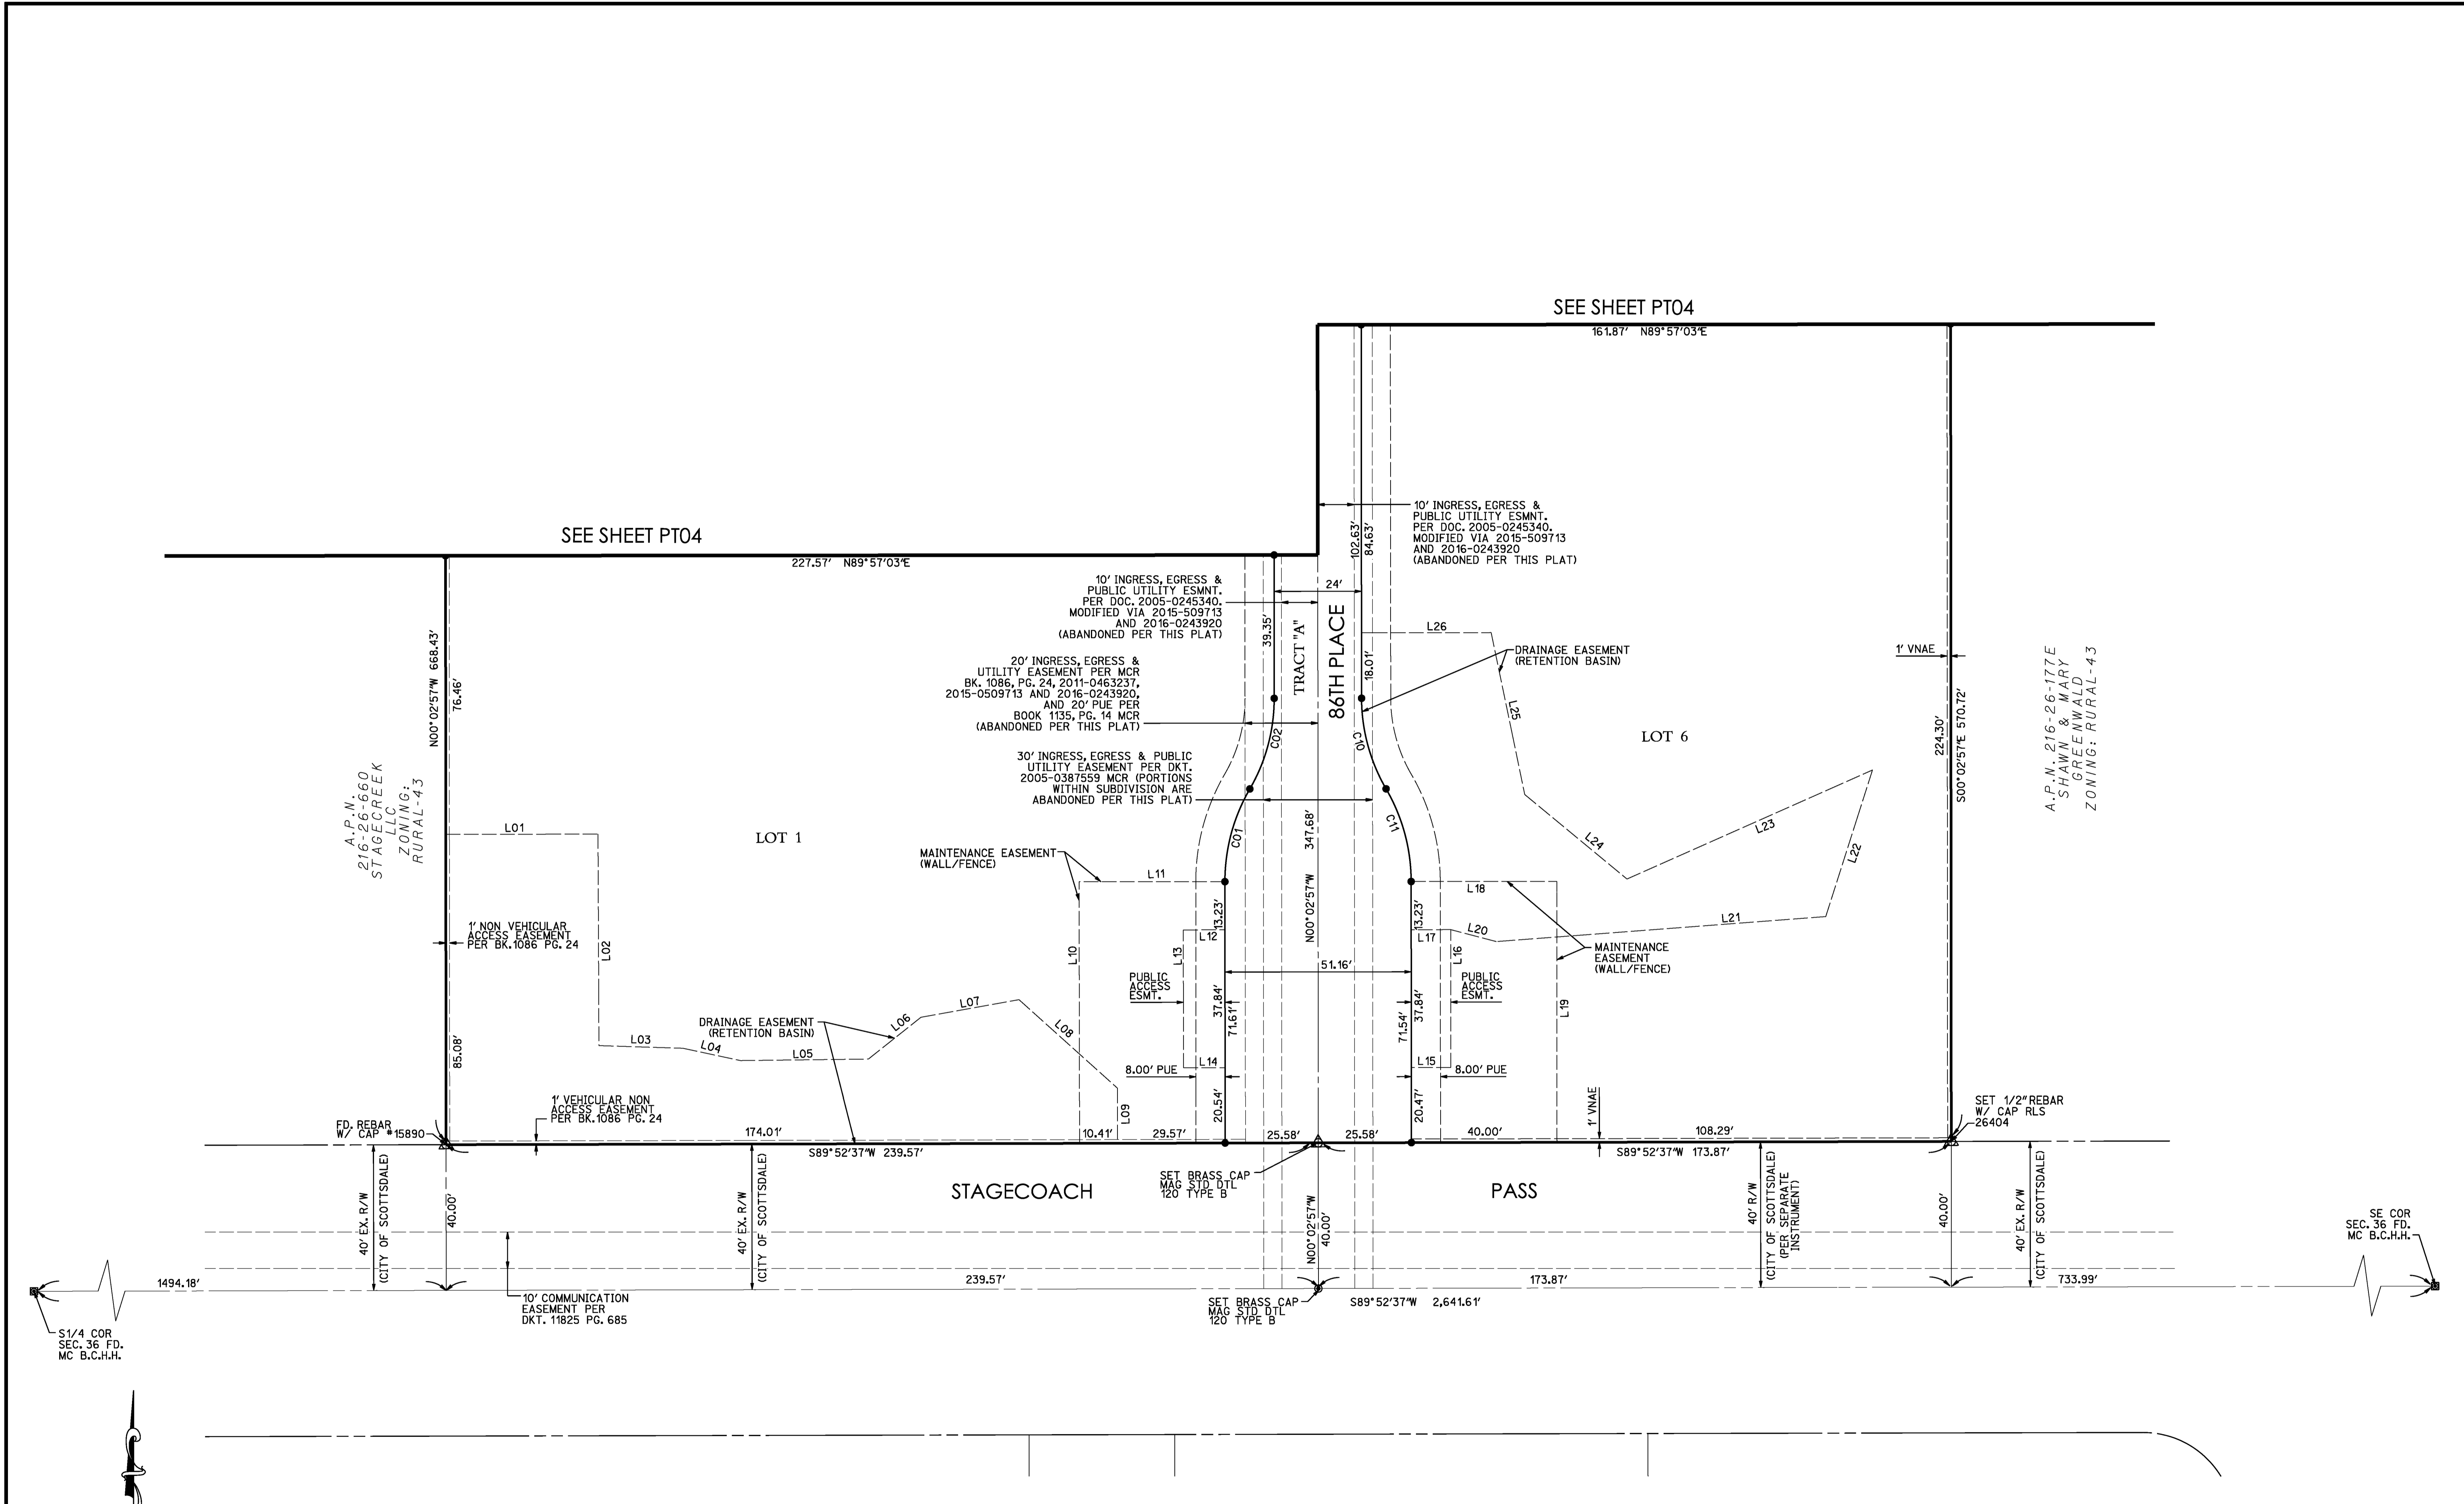 SEE SHEET PT04
161.87' N89°57'03"E
SEE SHEET PT04
227.57' N89°57'03"E
10' INGRESS, EGRESS &
PUBLIC UTILITY ESMNT.
PER DOC. 2005-0245340.
MODIFIED VIA 2015-509713
AND 2016-0243920
(ABANDONED PER THIS PLAT)
102.63'
84.63'
10' INGRESS, EGRESS &
PUBLIC UTILITY ESMNT.
PER DOC. 2005-0245340.
MODIFIED VIA 2015-509713
AND 2016-0243920
(ABANDONED PER THIS PLAT)
24'
39.35'
TRACT "A"
86TH PLACE
18.01'
L26
DRAINAGE EASEMENT
(RETENTION BASIN)
1' VNAE
N00°02'57"W 668.43'
76.46'
20' INGRESS, EGRESS &
UTILITY EASEMENT PER MCR
BK. 1086, PG. 24, 2011-0463237,
2015-0509713 AND 2016-0243920,
AND 20' PUE PER
BOOK 1135, PG. 14 MCR
(ABANDONED PER THIS PLAT)
L25
LOT 6
224.30'
S00°02'57"E 570.72'
A.P.N. 216-26-177E
SHAWN & MARY
GREENWALD
ZONING: RURAL-43
C02
C10
30' INGRESS, EGRESS & PUBLIC
UTILITY EASEMENT PER DKT.
2005-0387559 MCR (PORTIONS
WITHIN SUBDIVISION ARE
ABANDONED PER THIS PLAT)
A.P.N.
216-26-660
STAGECREEK
LLC
ZONING:
RURAL-43
L01
LOT 1
C01
347.68'
N00°02'57"W
C11
L24
L23
L22
MAINTENANCE EASEMENT
(WALL/FENCE)
L11
L18
1' NON VEHICULAR
ACCESS EASEMENT
PER BK.1086 PG. 24
L02
L10
13.23'
L12
L13
13.23'
L17
L20
L16
L21
MAINTENANCE
EASEMENT
(WALL/FENCE)
51.16'
PUBLIC
ACCESS
ESMT.
PUBLIC
ACCESS
ESMT.
37.84'
71.61'
71.54'
37.84'
L19
DRAINAGE EASEMENT
(RETENTION BASIN)
L03
L04
L05
L06
L07
L08
L09
85.08'
L14
L15
8.00' PUE
8.00' PUE
20.54'
20.47'
1' VNAE
1' VEHICULAR NON
ACCESS EASEMENT
PER BK.1086 PG. 24
FD. REBAR
W/ CAP #15890
SET 1/2" REBAR
W/ CAP RLS
26404
174.01'
10.41'
29.57'
25.58'
25.58'
40.00'
108.29'
S89°52'37"W 239.57'
S89°52'37"W 173.87'
SET BRASS CAP
MAG STD DTL
120 TYPE B
STAGECOACH
PASS
40' EX. R/W
(CITY OF SCOTTSDALE)
40.00'
40' EX. R/W
(CITY OF SCOTTSDALE)
N00°02'57"W
40.00'
40' R/W
(CITY OF SCOTTSDALE)
(PER SEPARATE
INSTRUMENT)
40.00'
40' EX. R/W
(CITY OF SCOTTSDALE)
SE COR
SEC. 36 FD.
MC B.C.H.H.
1494.18'
239.57'
173.87'
733.99'
10' COMMUNICATION
EASEMENT PER
DKT. 11825 PG. 685
SET BRASS CAP
MAG STD DTL
120 TYPE B
S89°52'37"W 2,641.61'
S1/4 COR
SEC. 36 FD.
MC B.C.H.H.